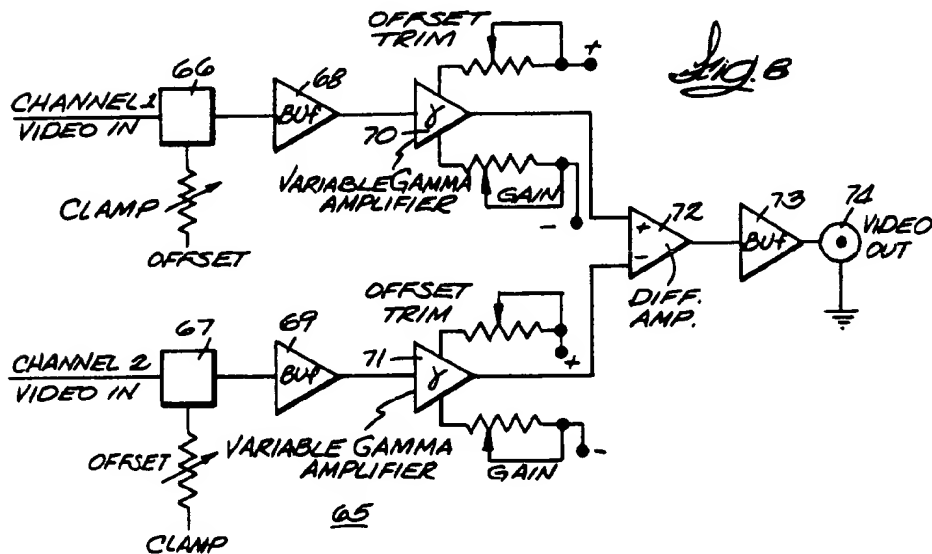 OFFSET
TRIM
+
Fig. 8
66
CHANNEL 1
VIDEO IN
68
BUF
70
γ
VARIABLE GAMMA
AMPLIFIER
GAIN
-
CLAMP
OFFSET
72
+
-
DIFF.
AMP.
73
BUF
74
VIDEO
OUT
OFFSET
TRIM
+
67
CHANNEL 2
VIDEO IN
69
BUF
71
γ
VARIABLE GAMMA
AMPLIFIER
GAIN
-
OFFSET
CLAMP
65